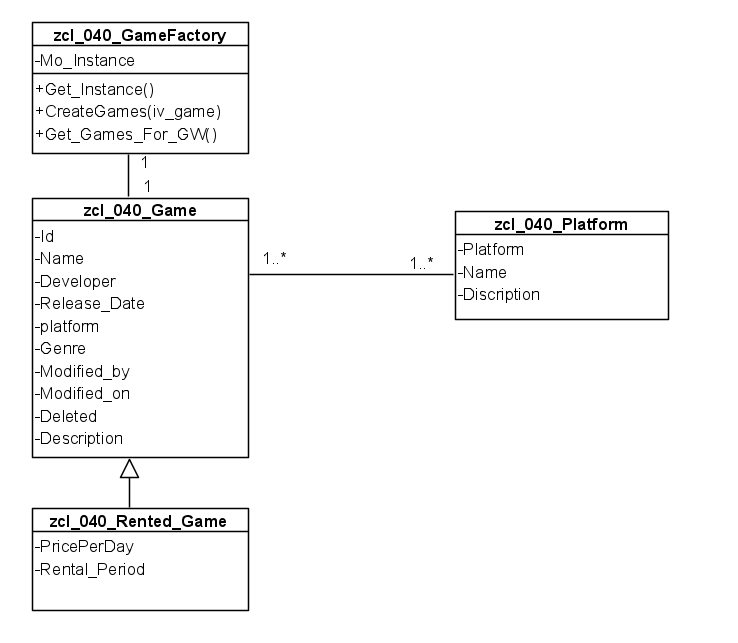 zcl_040_GameFactory
-Mo_Instance
+Get_Instance()
+CreateGames(iv_game)
+Get_Games_For_GW()
1
1
zcl_040_Game
-Id
-Name
-Developer
-Release_Date
-platform
-Genre
-Modified_by
-Modified_on
-Deleted
-Description
1..*
1..*
zcl_040_Platform
-Platform
-Name
-Discription
zcl_040_Rented_Game
-PricePerDay
-Rental_Period